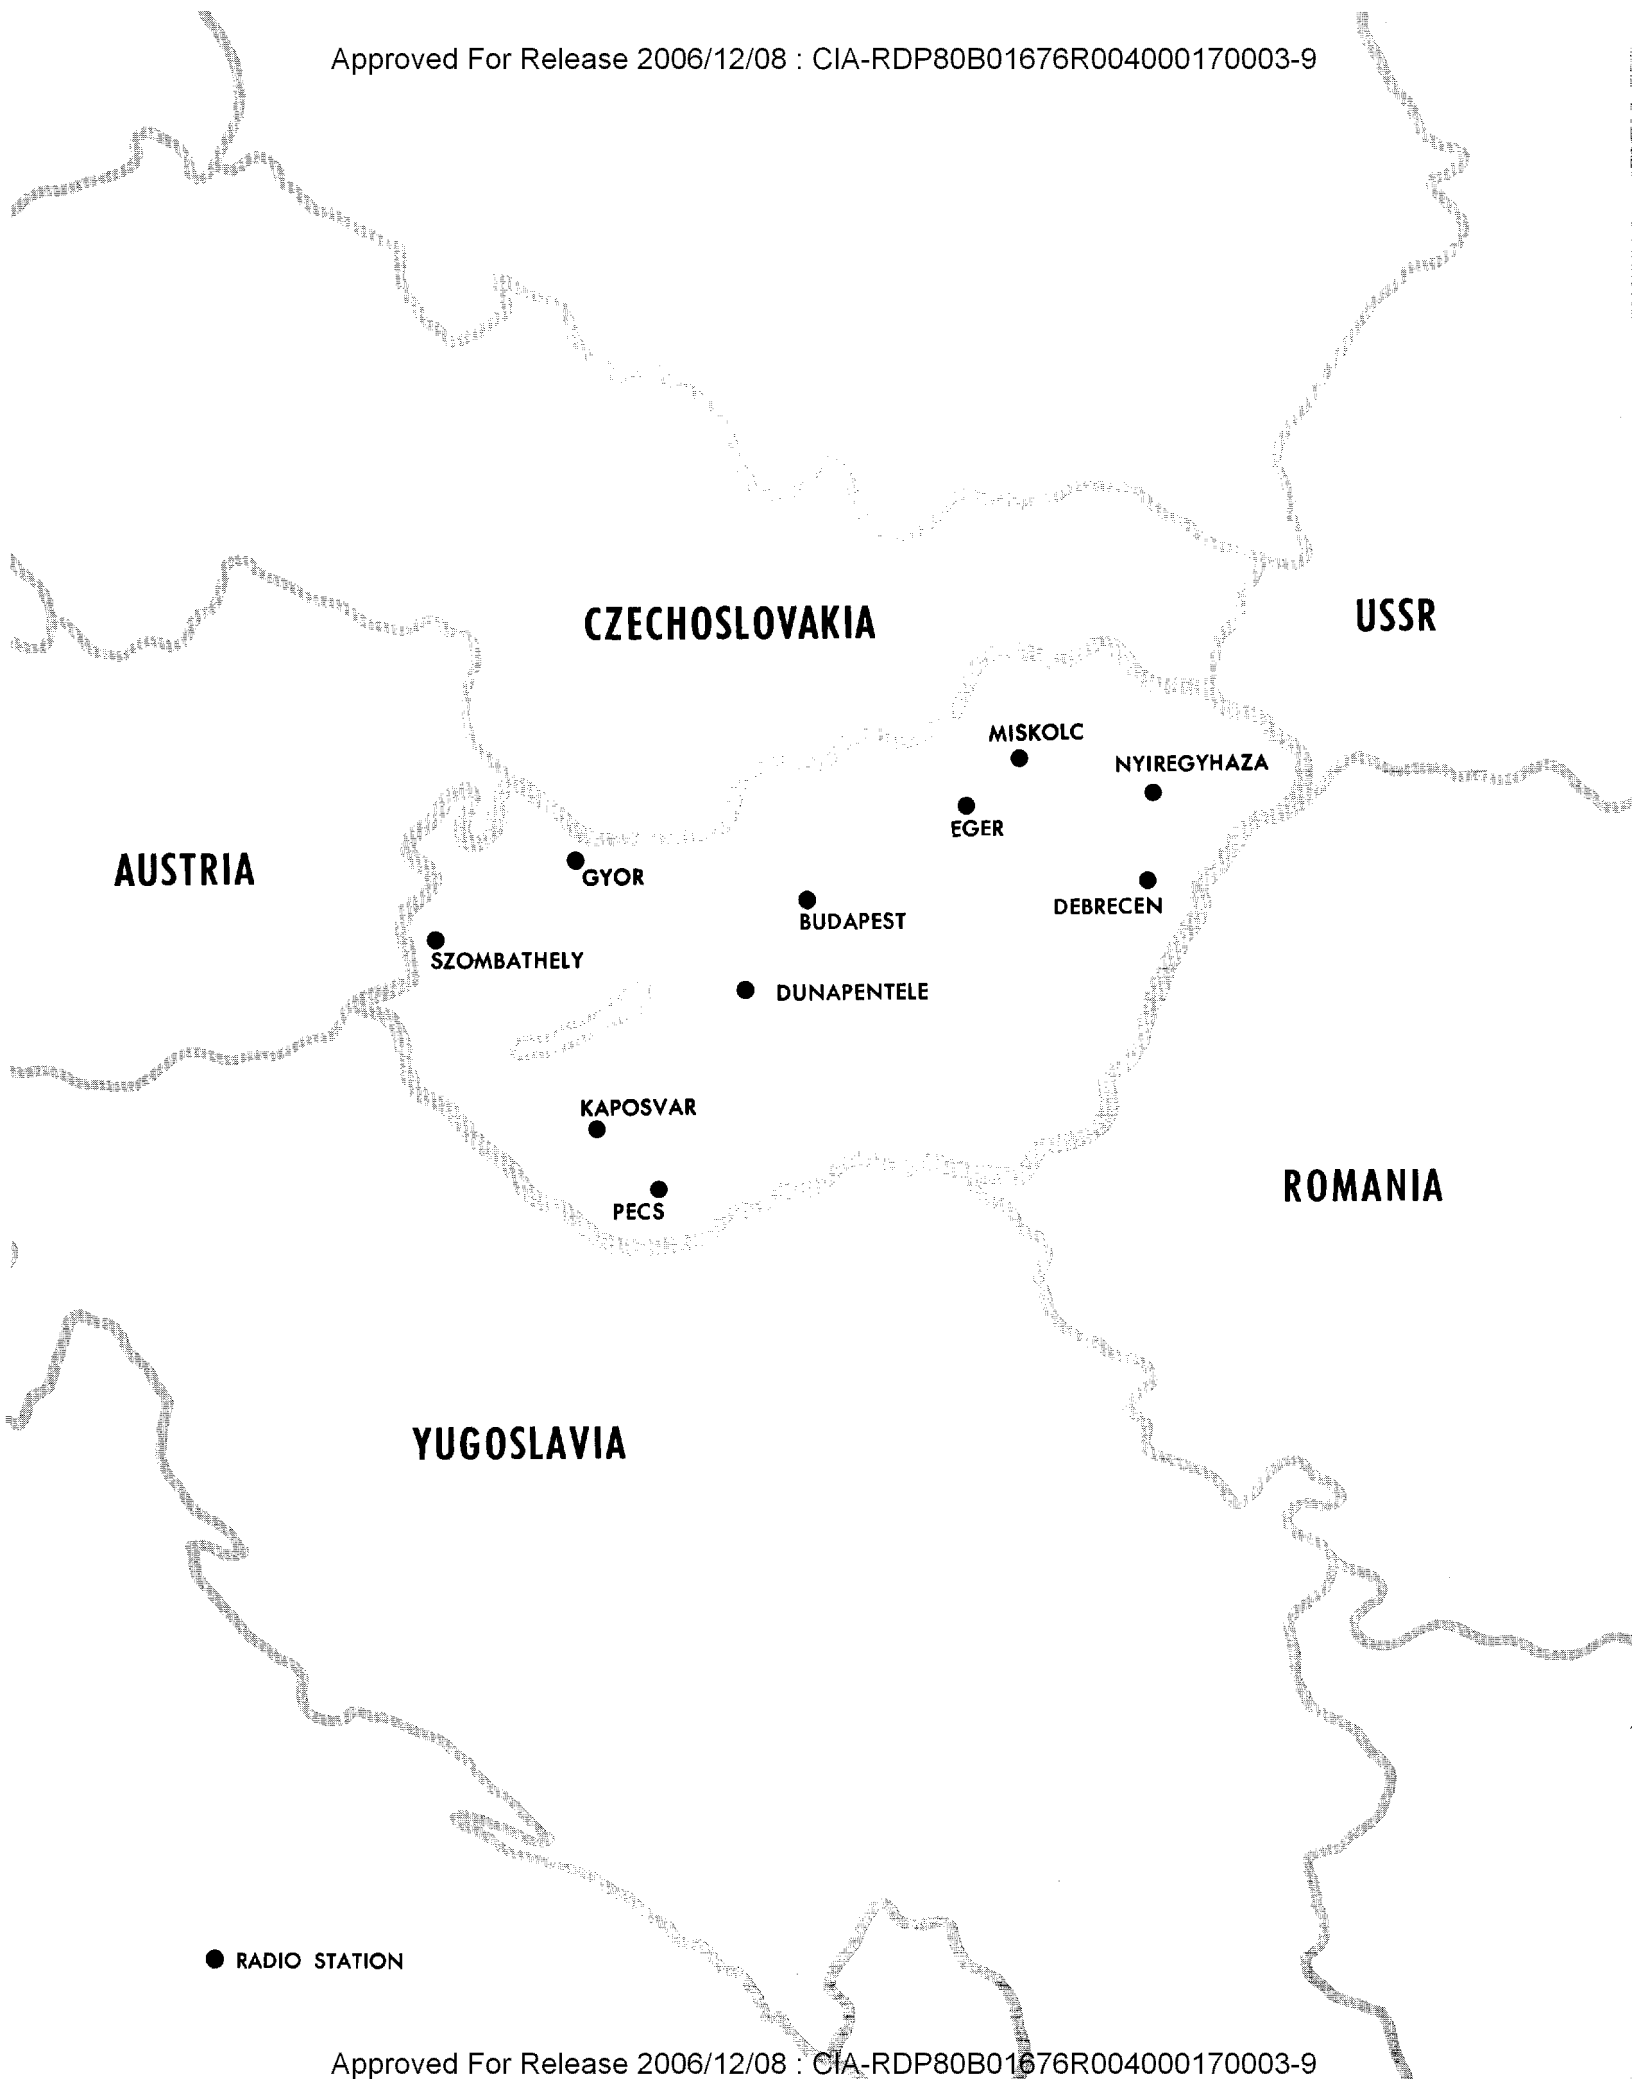 Approved For Release 2006/12/08 : CIA-RDP80B01676R004000170003-9
CZECHOSLOVAKIA
USSR
MISKOLC
NYIREGYHAZA
EGER
AUSTRIA
GYOR
DEBRECEN
BUDAPEST
SZOMBATHELY
DUNAPENTELE
KAPOSVAR
ROMANIA
PECS
YUGOSLAVIA
RADIO STATION
Approved For Release 2006/12/08 : CIA-RDP80B01676R004000170003-9